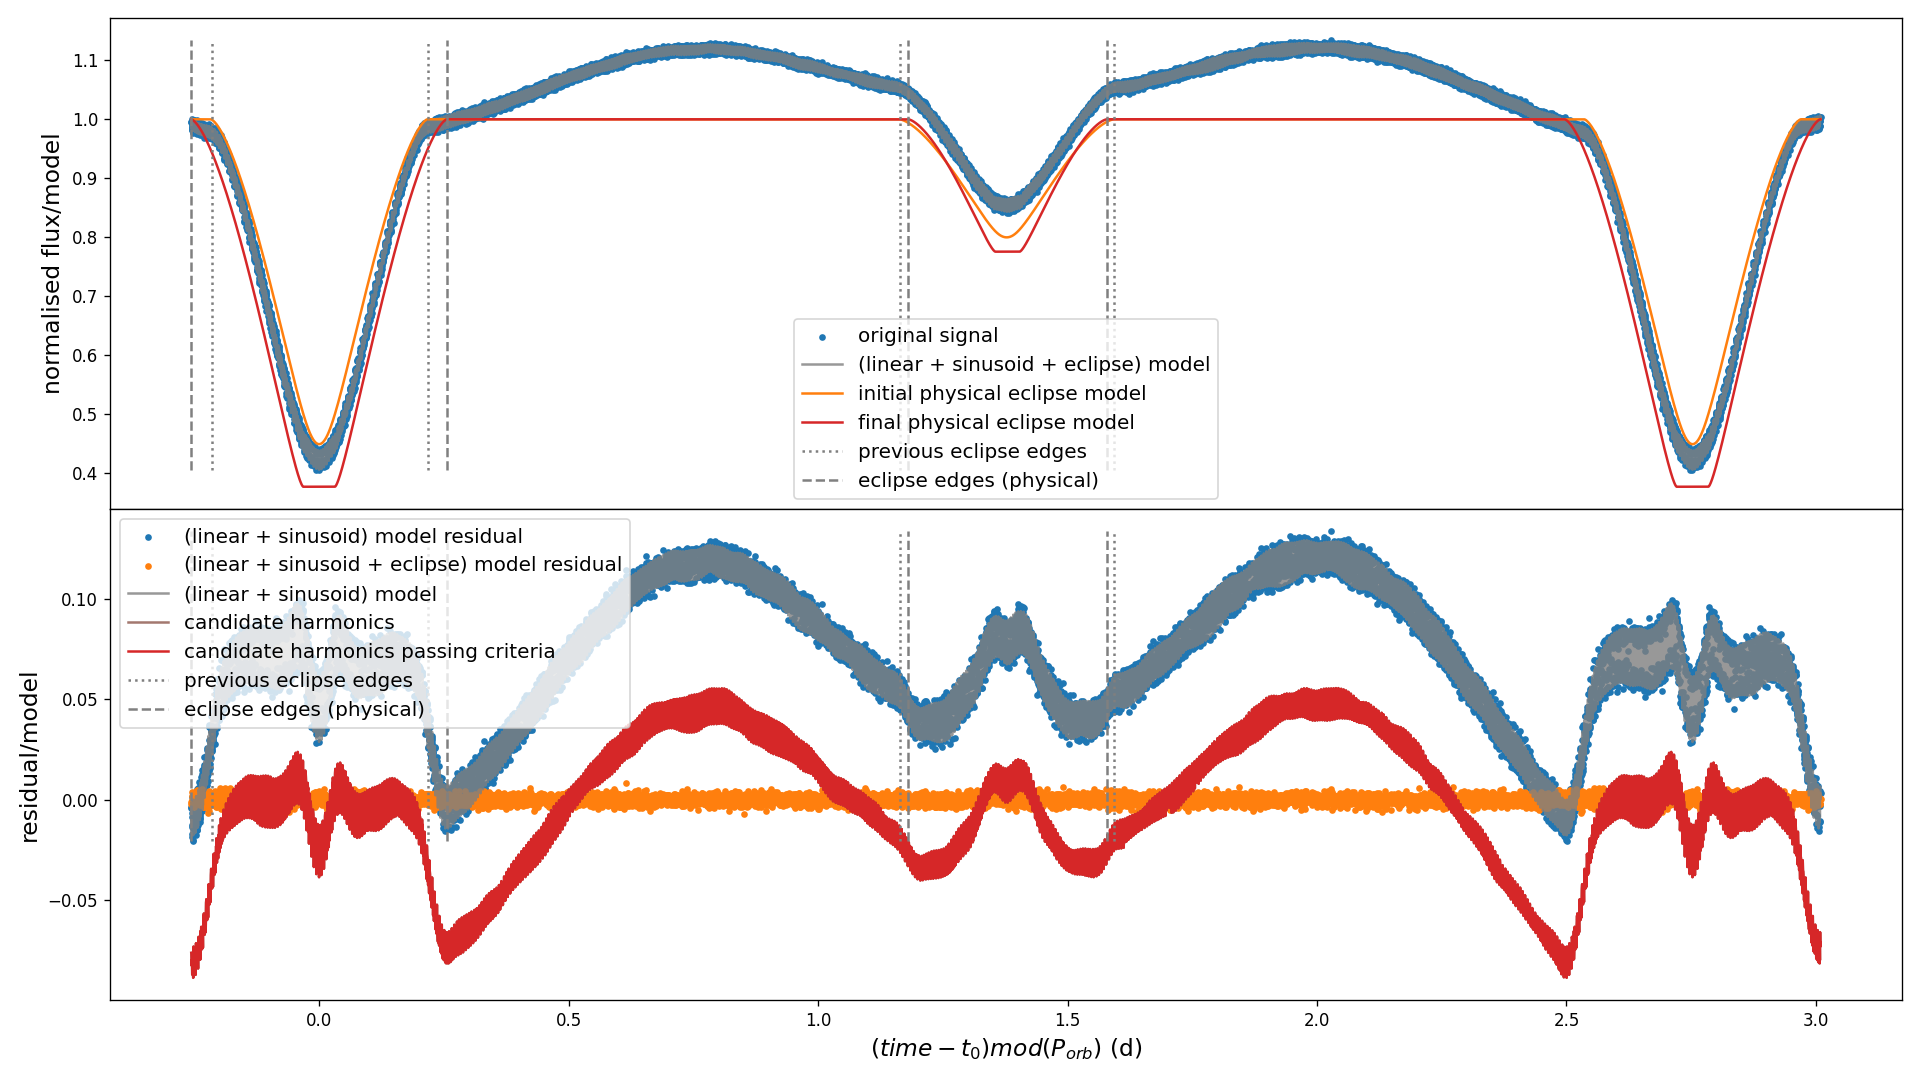 normalised flux/model
1.1
1.0
0.9
0.8
0.7
0.6
0.5
0.4
original signal
(linear + sinusoid + eclipse) model
initial physical eclipse model
final physical eclipse model
previous eclipse edges
eclipse edges (physical)
residual/model
0.10
0.05
0.00
−0.05
(linear + sinusoid) model residual
(linear + sinusoid + eclipse) model residual
(linear + sinusoid) model
candidate harmonics
candidate harmonics passing criteria
previous eclipse edges
eclipse edges (physical)
0.0 0.5 1.0 1.5 2.0 2.5 3.0
(time − t₀)mod(P_orb) (d)